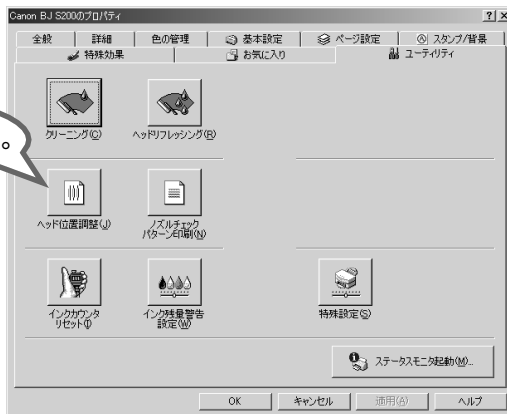 Canon BJ S200のプロパティ
全般 詳細 色の管理 基本設定 ページ設定 スタンプ/背景
特殊効果 お気に入り ユーティリティ
クリーニング(C) ヘッドリフレッシング(R)
。
ヘッド位置調整(J) ノズルチェック
パターン印刷(N)
インクカウンタ
リセット(I)
インク残量警告
設定(W)
特殊設定(S)
ステータスモニタ起動(M)...
OK キャンセル 適用(A) ヘルプ